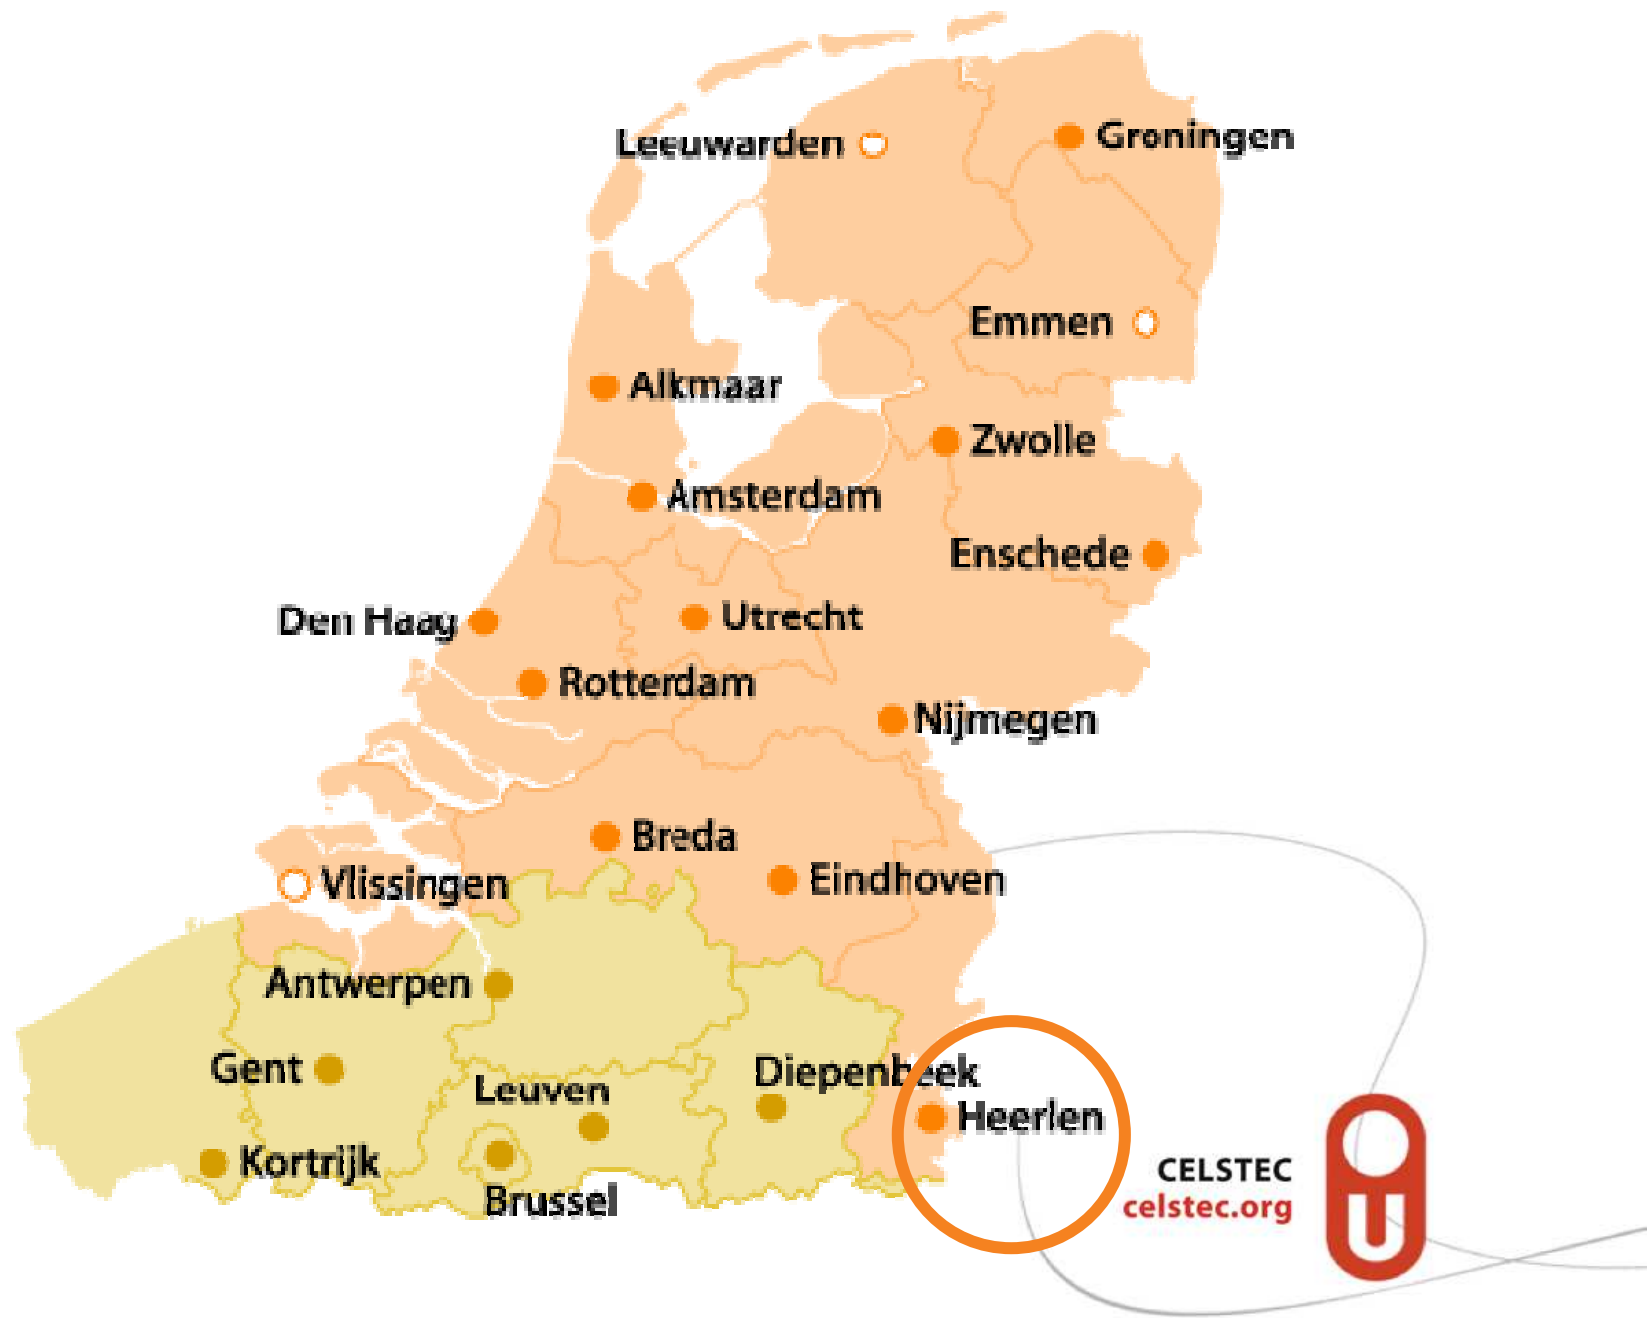 Leeuwarden
Groningen
Emmen
Alkmaar
Zwolle
Amsterdam
Enschede
Den Haag
Utrecht
Rotterdam
Nijmegen
Breda
Eindhoven
Vlissingen
Antwerpen
Gent
Diepenbeek
Leuven
Heerlen
Kortrijk
Brussel
CELSTEC
celstec.org
U